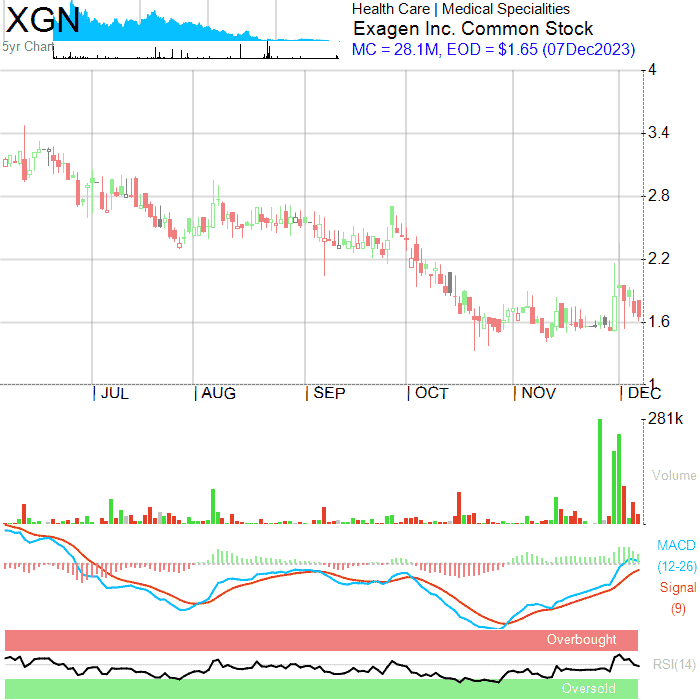 XGN
5yr Chart
Health Care | Medical Specialities
Exagen Inc. Common Stock
MC = 28.1M, EOD = $1.65 (07Dec2023)
4
3.4
2.8
2.2
1.6
1
JUL AUG SEP OCT NOV DEC
281k
Volume
MACD
(12-26)
Signal
(9)
Overbought
RSI(14)
Oversold